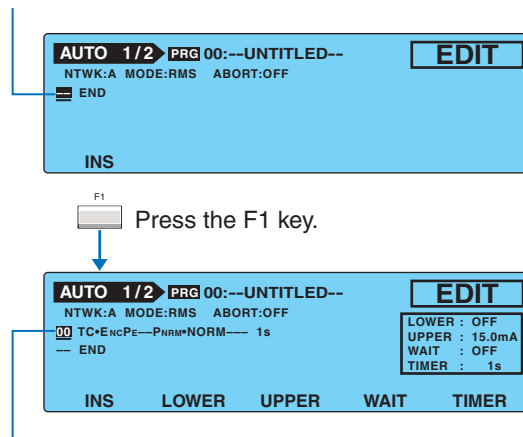 AUTO 1/2 PRG 00:--UNTITLED-- EDIT
NTWK:A MODE:RMS ABORT:OFF
-- END
INS
F1
Press the F1 key.
AUTO 1/2 PRG 00:--UNTITLED-- EDIT
NTWK:A MODE:RMS ABORT:OFF
00 TC•ENCPE––PNRM•NORM––– 1s
-- END
LOWER : OFF
UPPER : 15.0mA
WAIT : OFF
TIMER : 1s
INS LOWER UPPER WAIT TIMER